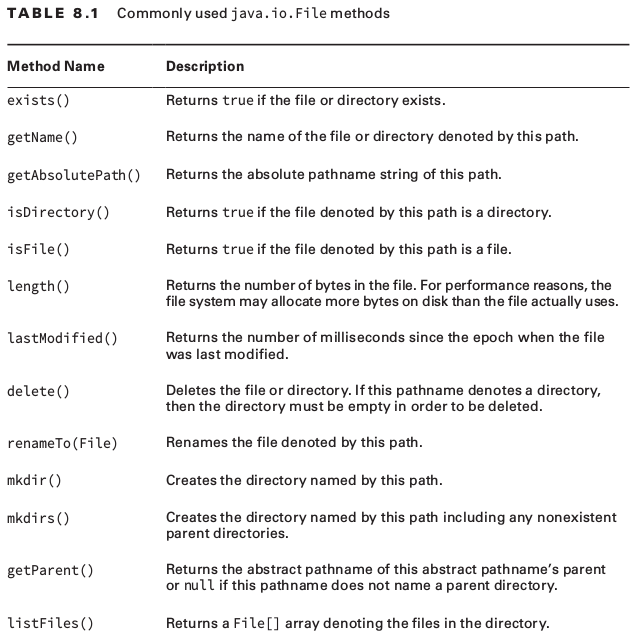 TABLE 8.1 Commonly used java.io.File methods
Method Name Description
exists() Returns true if the file or directory exists.
getName() Returns the name of the file or directory denoted by this path.
getAbsolutePath() Returns the absolute pathname string of this path.
isDirectory() Returns true if the file denoted by this path is a directory.
isFile() Returns true if the file denoted by this path is a file.
length() Returns the number of bytes in the file. For performance reasons, the
file system may allocate more bytes on disk than the file actually uses.
lastModified() Returns the number of milliseconds since the epoch when the file
was last modified.
delete() Deletes the file or directory. If this pathname denotes a directory,
then the directory must be empty in order to be deleted.
renameTo(File) Renames the file denoted by this path.
mkdir() Creates the directory named by this path.
mkdirs() Creates the directory named by this path including any nonexistent
parent directories.
getParent() Returns the abstract pathname of this abstract pathname’s parent
or null if this pathname does not name a parent directory.
listFiles() Returns a File[] array denoting the files in the directory.